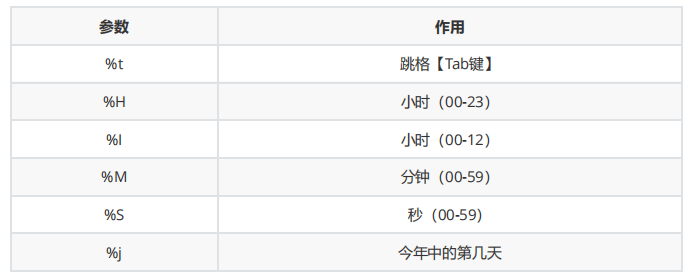 参数 作用
%t 跳格【Tab键】
%H 小时（00-23）
%I 小时（00-12）
%M 分钟（00-59）
%S 秒（00-59）
%j 今年中的第几天